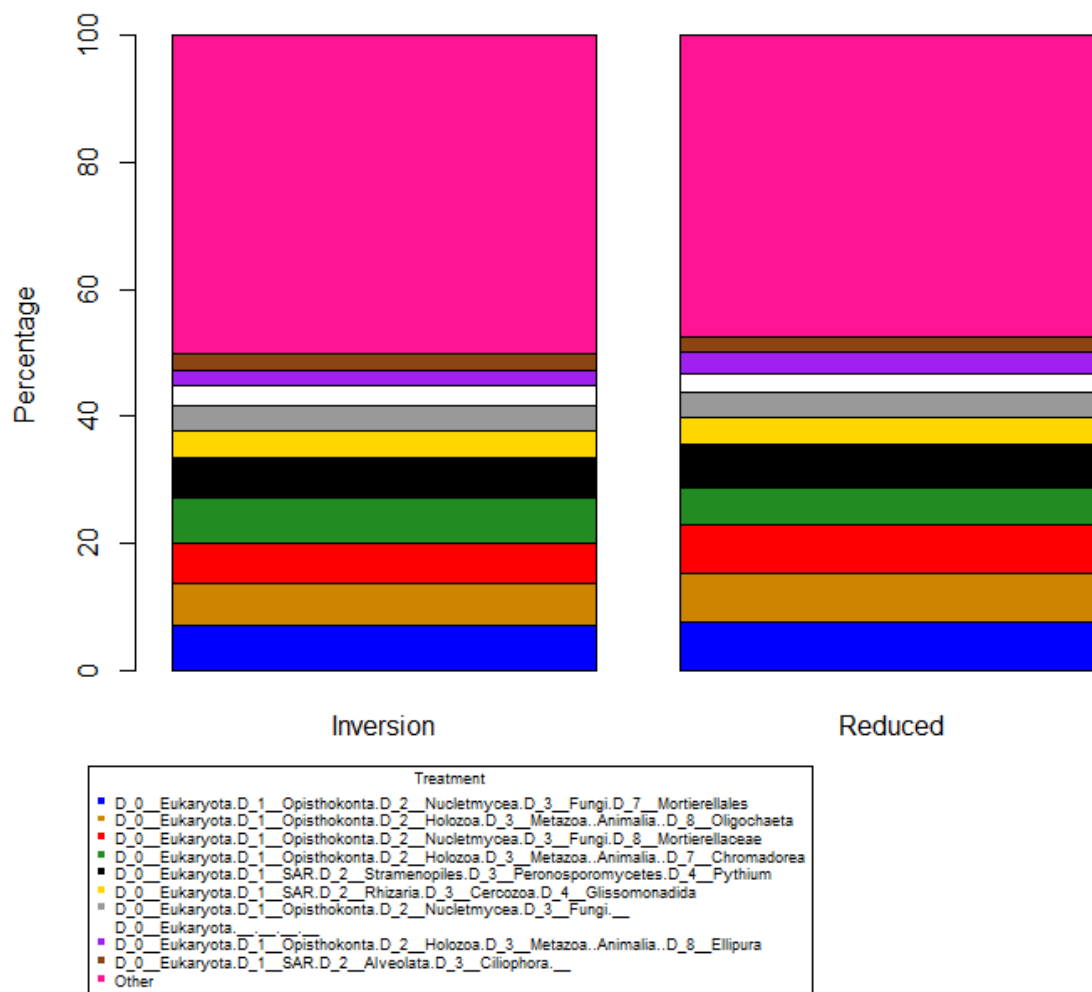 100
80
60
40
20
0
Percentage
Inversion
Reduced
Treatment
D_0__Eukaryota.D_1__Opisthokonta.D_2__Nucletmycea.D_3__Fungi.D_7__Mortierellales
D_0__Eukaryota.D_1__Opisthokonta.D_2__Holozoa.D_3__Metazoa..Animalia..D_8__Oligochaeta
D_0__Eukaryota.D_1__Opisthokonta.D_2__Nucletmycea.D_3__Fungi.D_8__Mortierellaceae
D_0__Eukaryota.D_1__Opisthokonta.D_2__Holozoa.D_3__Metazoa..Animalia..D_7__Chromadorea
D_0__Eukaryota.D_1__SAR.D_2__Stramenopiles.D_3__Peronosporomycetes.D_4__Pythium
D_0__Eukaryota.D_1__SAR.D_2__Rhizaria.D_3__Cercozoa.D_4__Glissomonadida
D_0__Eukaryota.D_1__Opisthokonta.D_2__Nucletmycea.D_3__Fungi.__
D_0__Eukaryota.__.__.__.__
D_0__Eukaryota.D_1__Opisthokonta.D_2__Holozoa.D_3__Metazoa..Animalia..D_8__Ellipura
D_0__Eukaryota.D_1__SAR.D_2__Alveolata.D_3__Ciliophora.__
Other